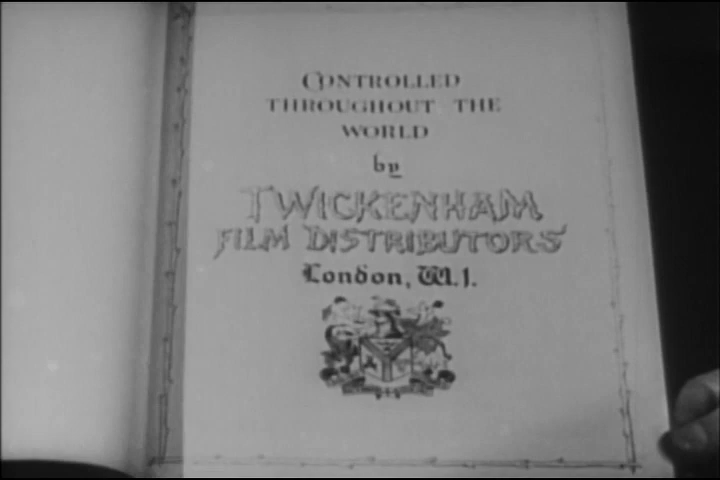 CONTROLLED
THROUGHOUT THE
WORLD
by
TWICKENHAM
FILM DISTRIBUTORS
London, W.1.